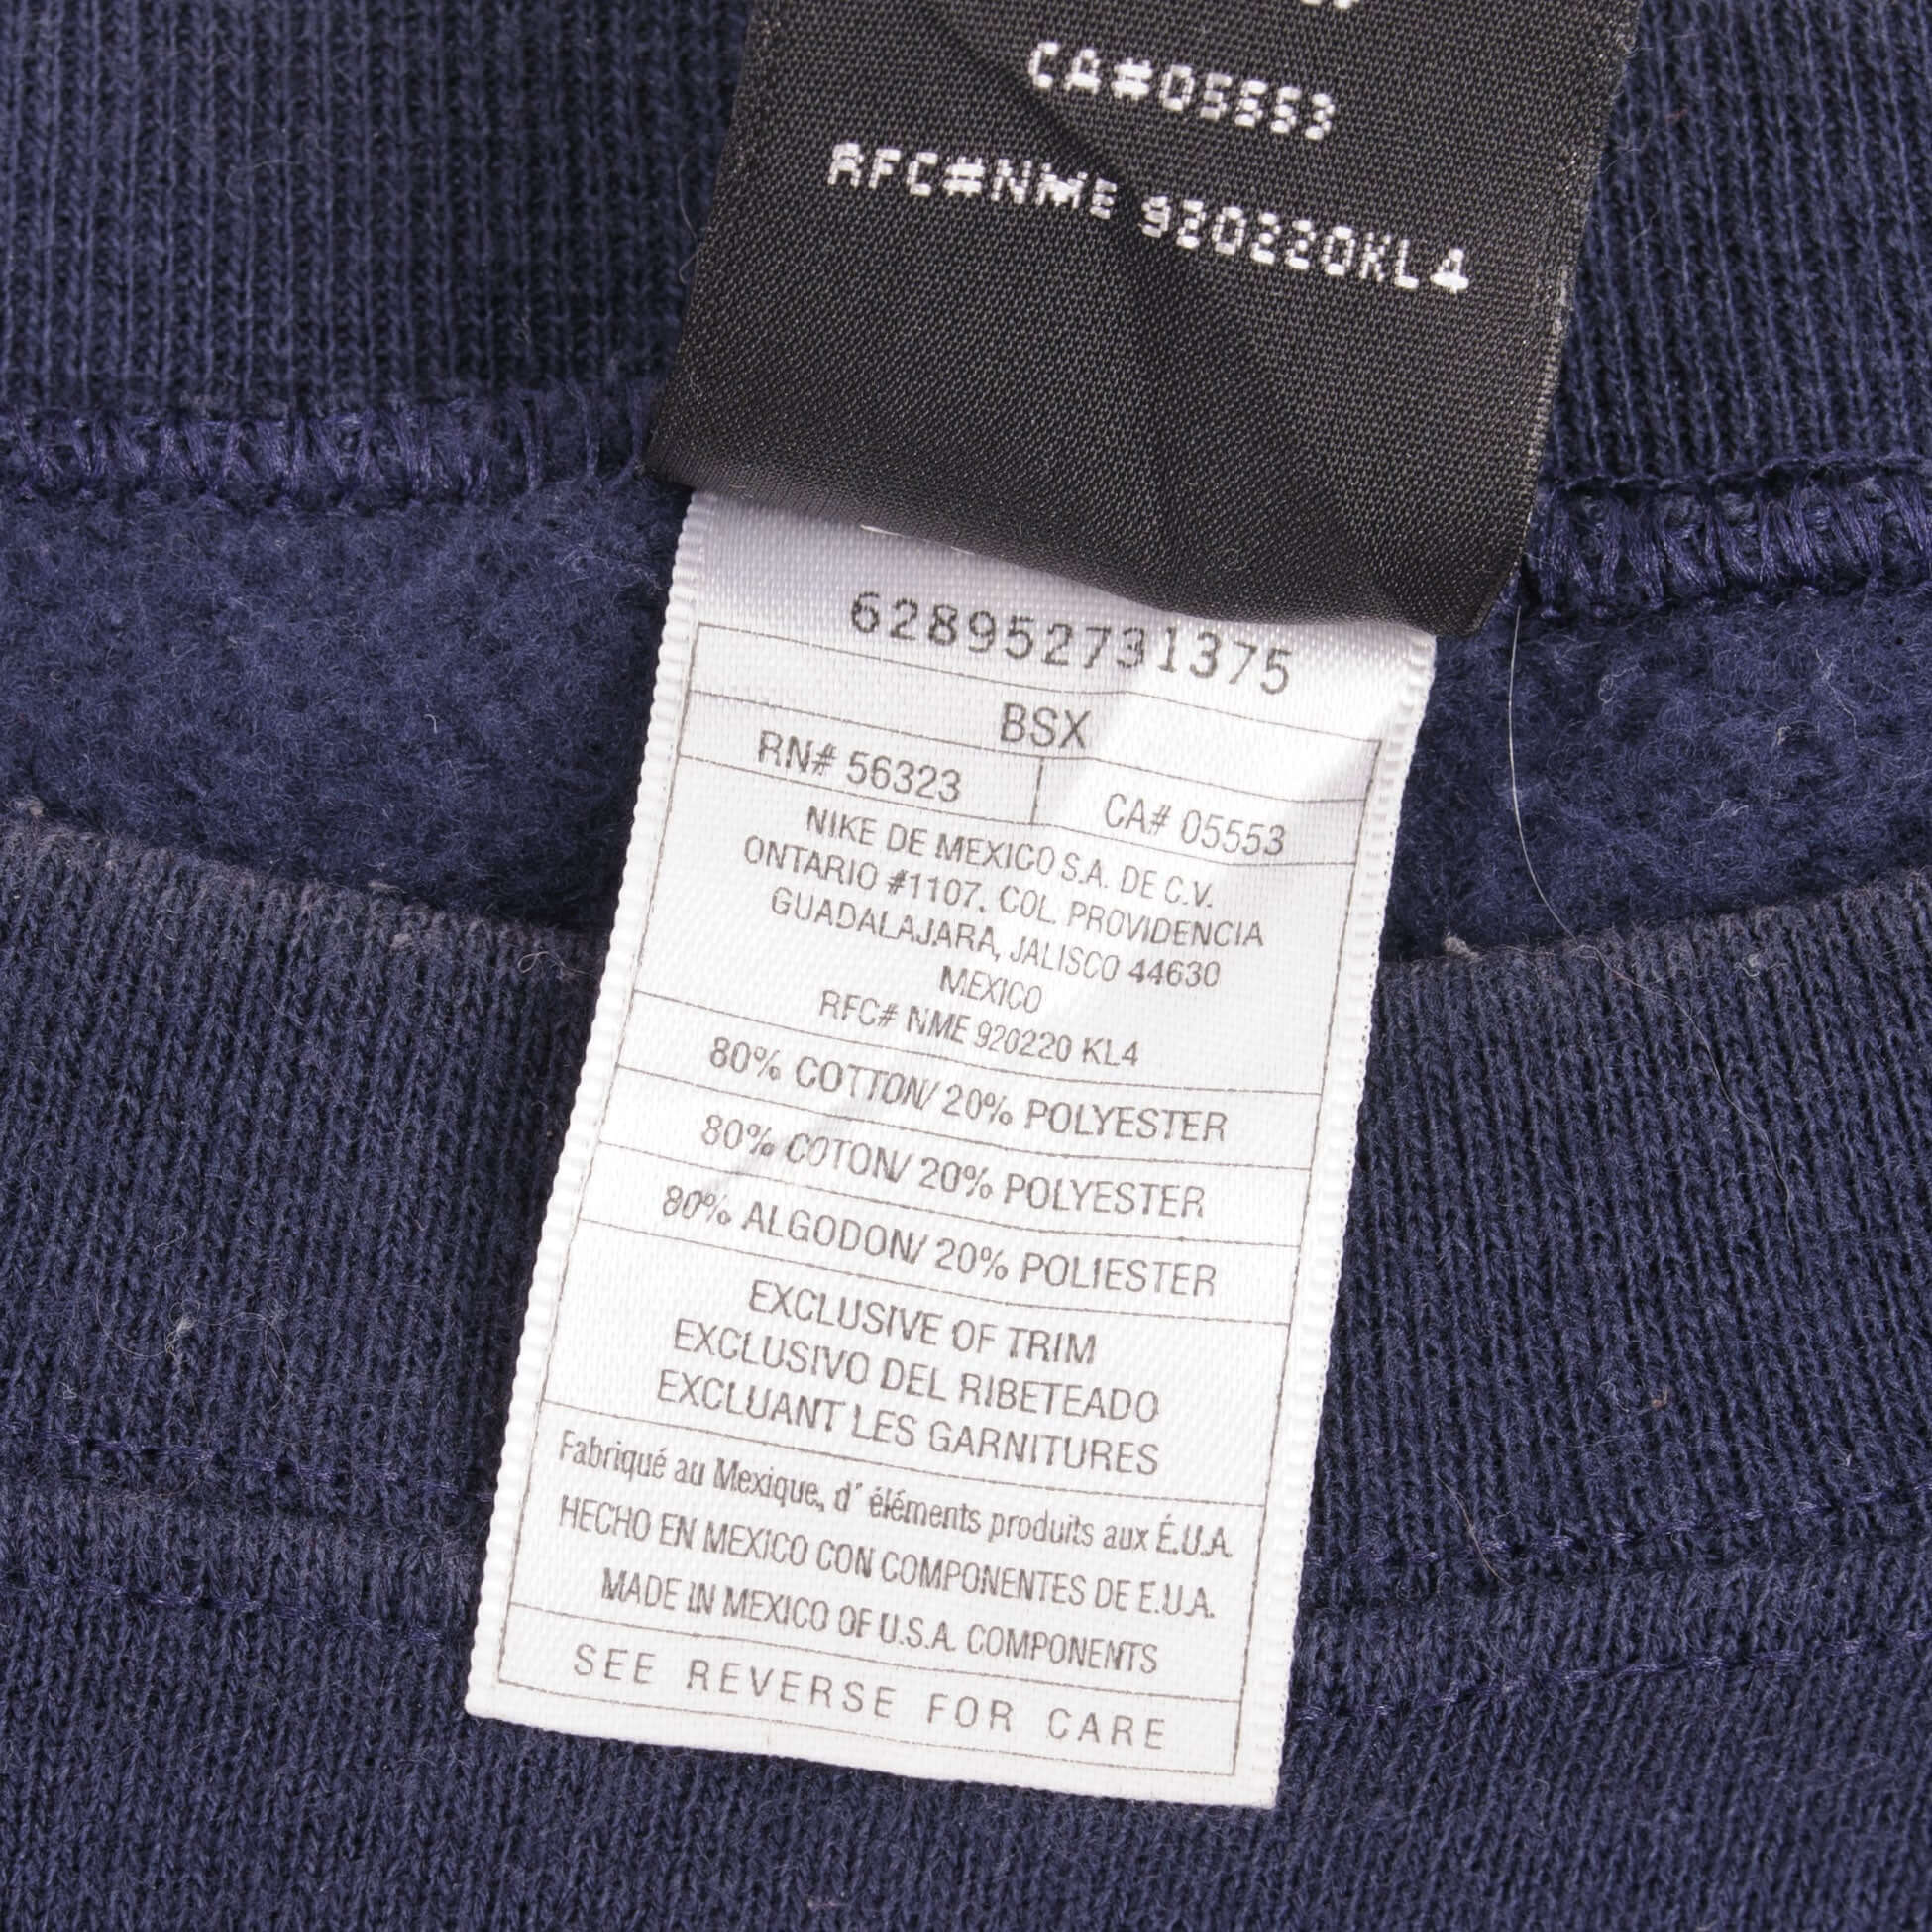 CA#05553
RFC#NME 920220KL4
628952731375
BSX
RN# 56323
CA# 05553
NIKE DE MEXICO S.A. DE C.V.
ONTARIO #1107, COL. PROVIDENCIA
GUADALAJARA, JALISCO 44630
MEXICO
RFC# NME 920220 KL4
80% COTTON/ 20% POLYESTER
80% COTON/ 20% POLYESTER
80% ALGODON/ 20% POLIESTER
EXCLUSIVE OF TRIM
EXCLUSIVO DEL RIBETEADO
EXCLUANT LES GARNITURES
Fabriqué au Mexique, d' éléments produits aux É.U.A.
HECHO EN MEXICO CON COMPONENTES DE E.U.A.
MADE IN MEXICO OF U.S.A. COMPONENTS
SEE REVERSE FOR CARE